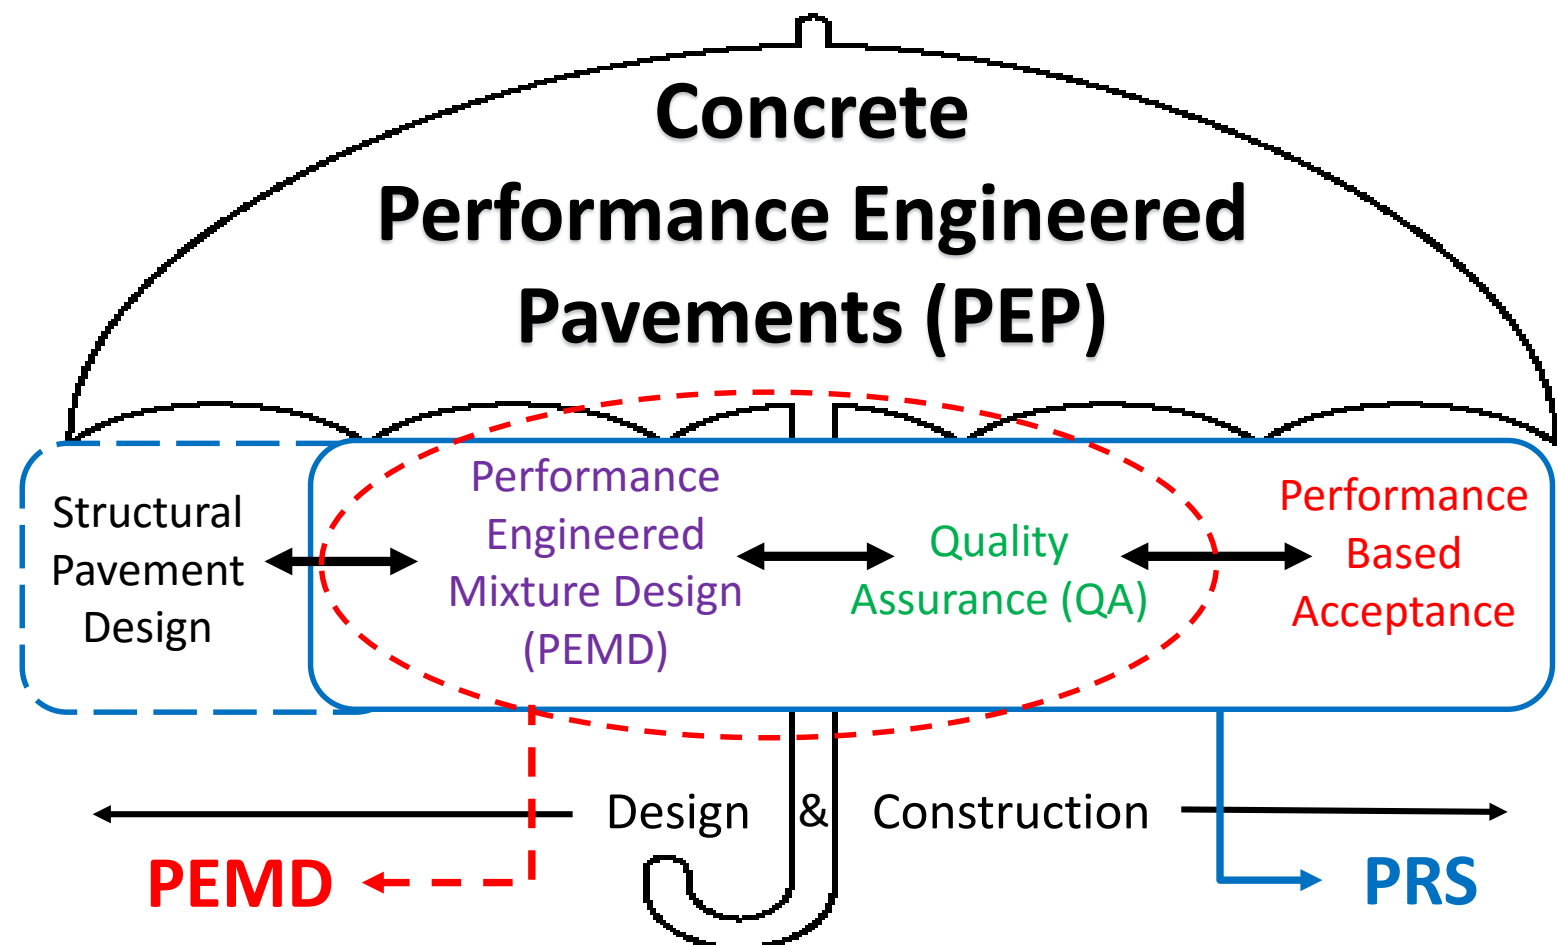 Concrete
Performance Engineered
Pavements (PEP)
Structural
Pavement
Design
Performance
Engineered
Mixture Design
(PEMD)
Quality
Assurance (QA)
Performance
Based
Acceptance
Design & Construction
PEMD
PRS